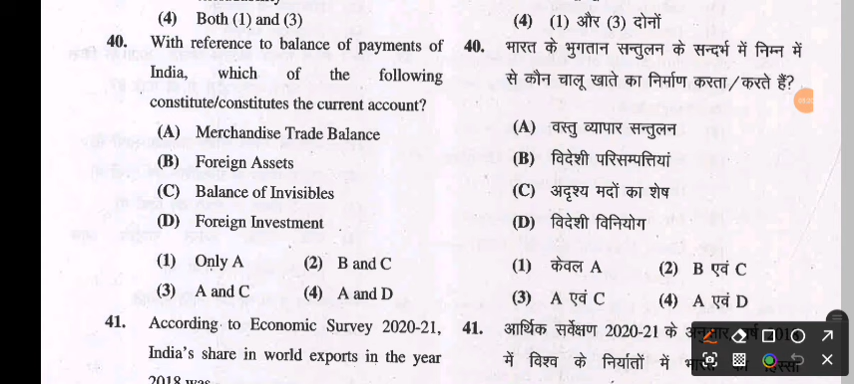 (4) Both (1) and (3)
40. With reference to balance of payments of
India, which of the following
constitute/constitutes the current account?
(A) Merchandise Trade Balance
(B) Foreign Assets
(C) Balance of Invisibles
(D) Foreign Investment
(1) Only A (2) B and C
(3) A and C (4) A and D
41. According to Economic Survey 2020-21,
India's share in world exports in the year
2018 was
(4) (1) और (3) दोनों
40. भारत के भुगतान सन्तुलन के सन्दर्भ में निम्न में
से कौन चालू खाते का निर्माण करता/करते हैं?
(A) वस्तु व्यापार सन्तुलन
(B) विदेशी परिसम्पत्तियां
(C) अदृश्य मदों का शेष
(D) विदेशी विनियोग
(1) केवल A (2) B एवं C
(3) A एवं C (4) A एवं D
41. आर्थिक सर्वेक्षण 2020-21 के
में विश्व के निर्यातों में